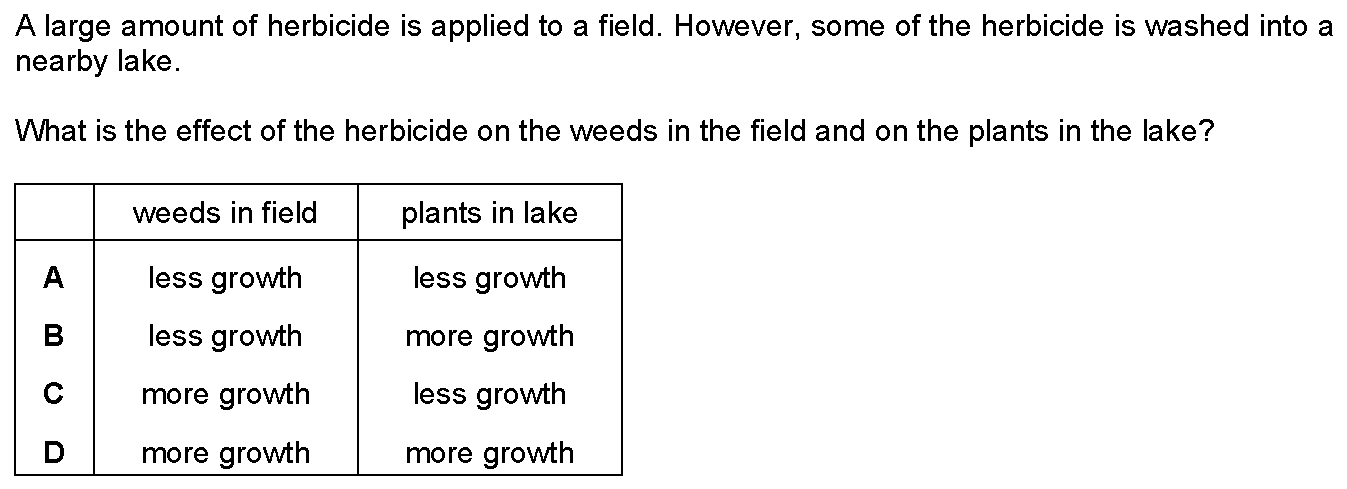 A large amount of herbicide is applied to a field. However, some of the herbicide is washed into a
nearby lake.
What is the effect of the herbicide on the weeds in the field and on the plants in the lake?
weeds in field plants in lake
A less growth less growth
B less growth more growth
C more growth less growth
D more growth more growth